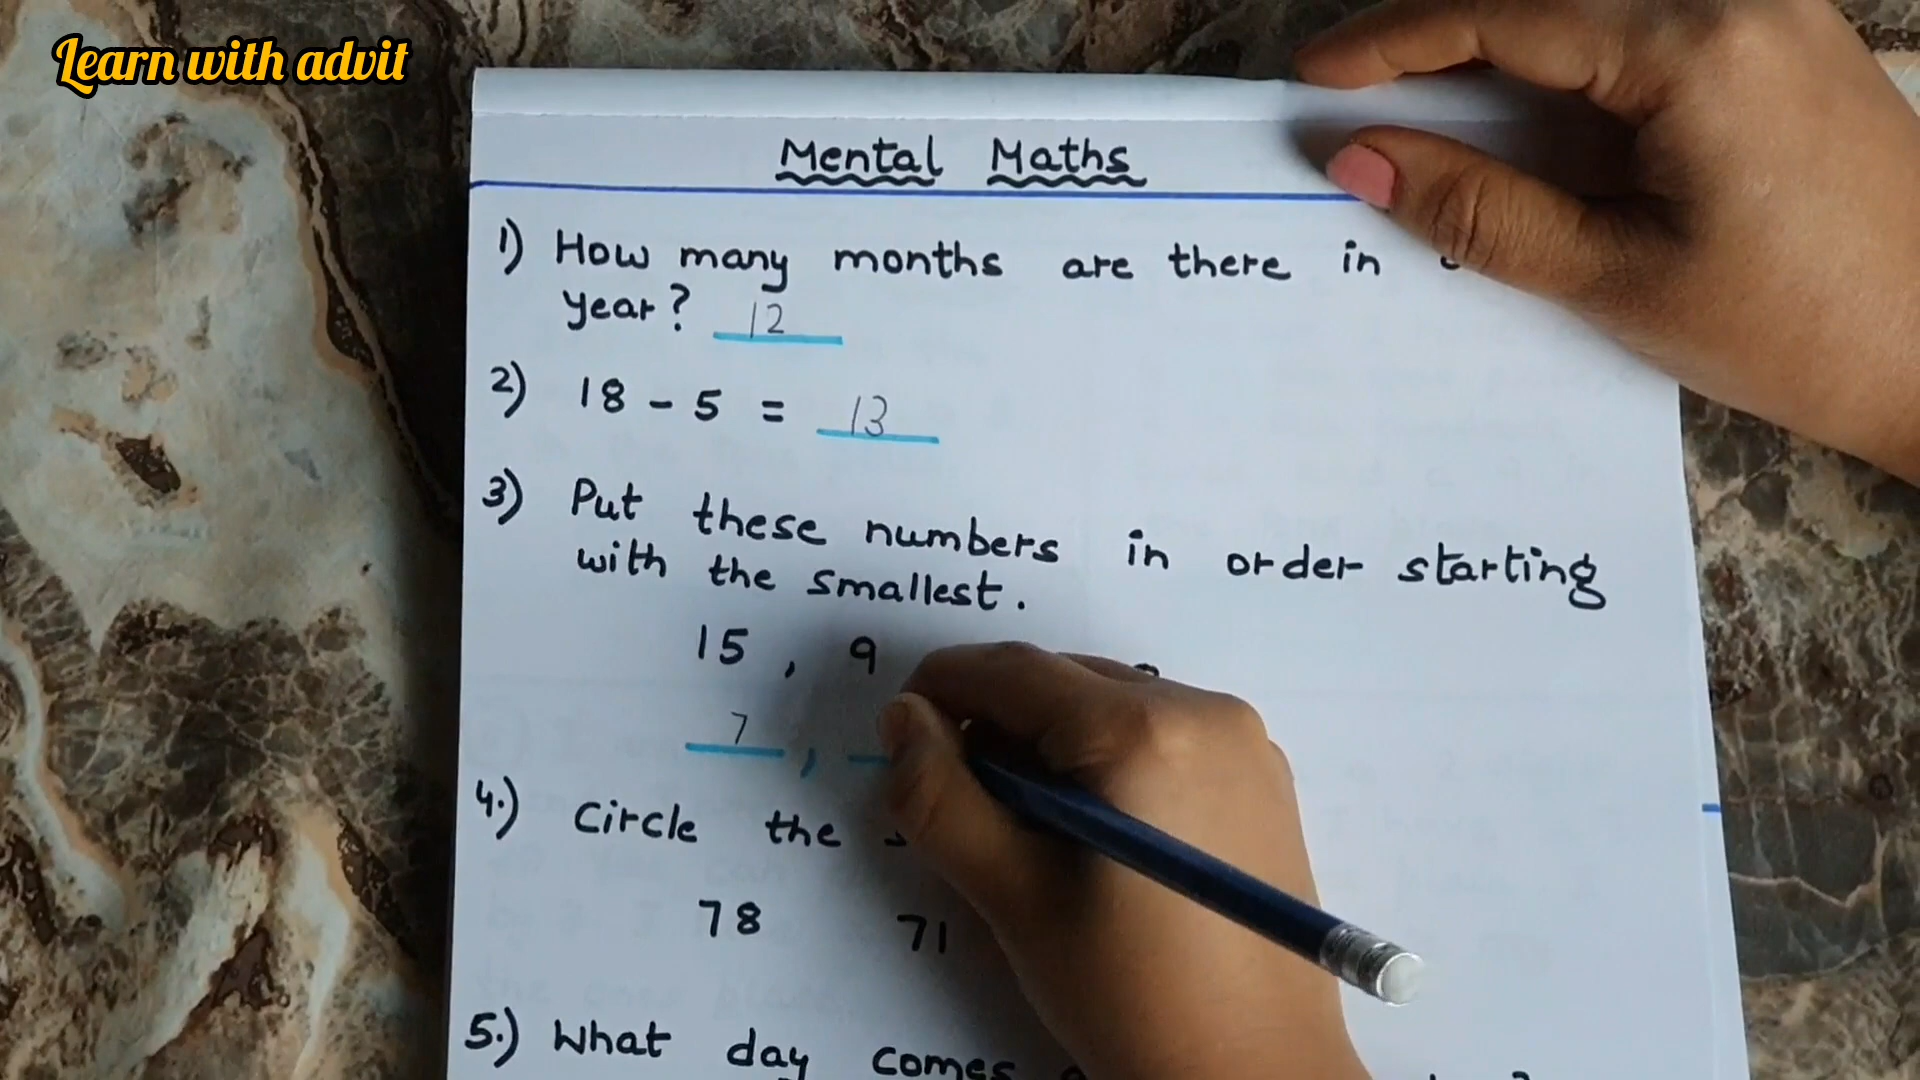 Learn with advit
Mental Maths
1) How many months are there in
year? 12
2) 18 - 5 = 13
3) Put these numbers in order starting
with the smallest.
15 , 9
7 ,
4.) Circle the
78 71
5.) What day comes